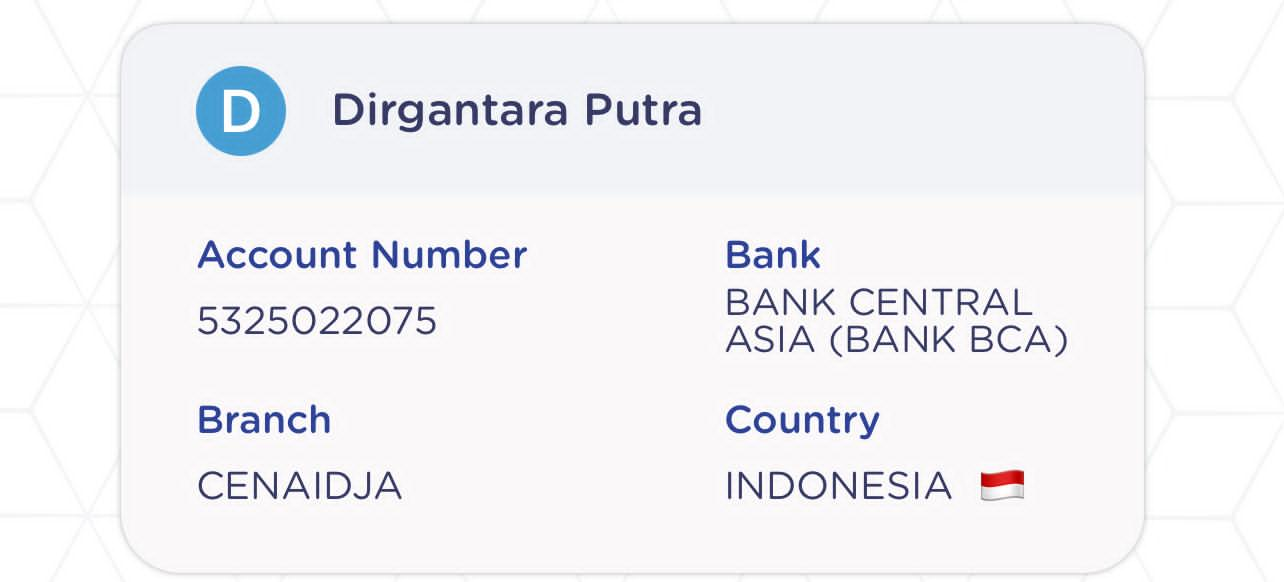 D
Dirgantara Putra
Account Number
5325022075
Bank
BANK CENTRAL
ASIA (BANK BCA)
Branch
CENAIDJA
Country
INDONESIA 🇮🇩